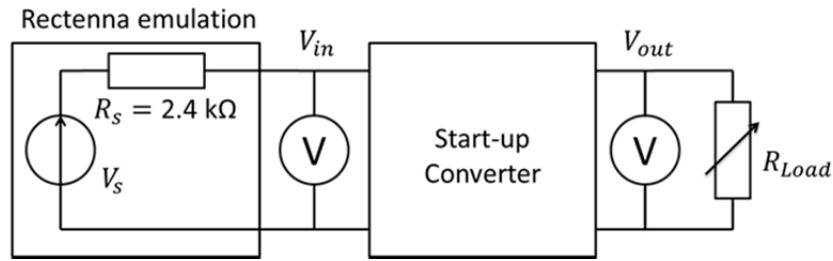 Rectenna emulation
V_in
V_out
R_s = 2.4 kΩ
V
Start-up
Converter
V
R_Load
V_s